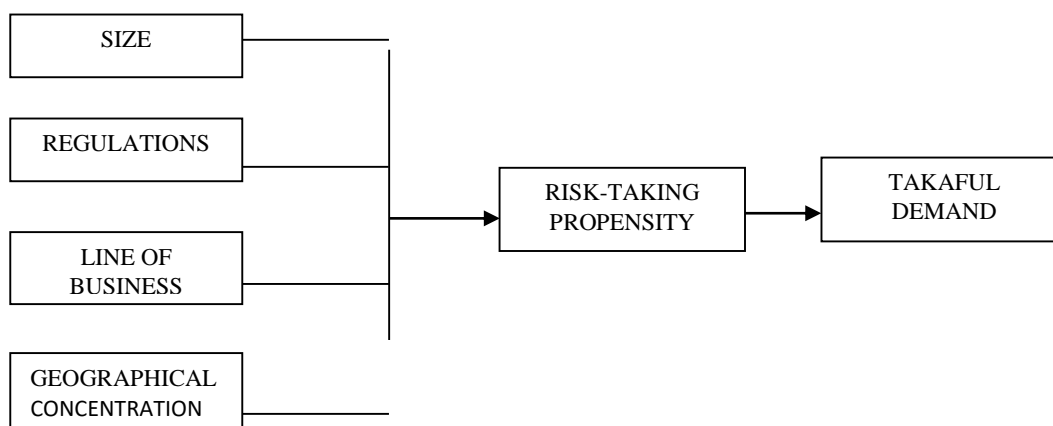 SIZE
REGULATIONS
LINE OF
BUSINESS
GEOGRAPHICAL
CONCENTRATION
RISK-TAKING
PROPENSITY
TAKAFUL
DEMAND